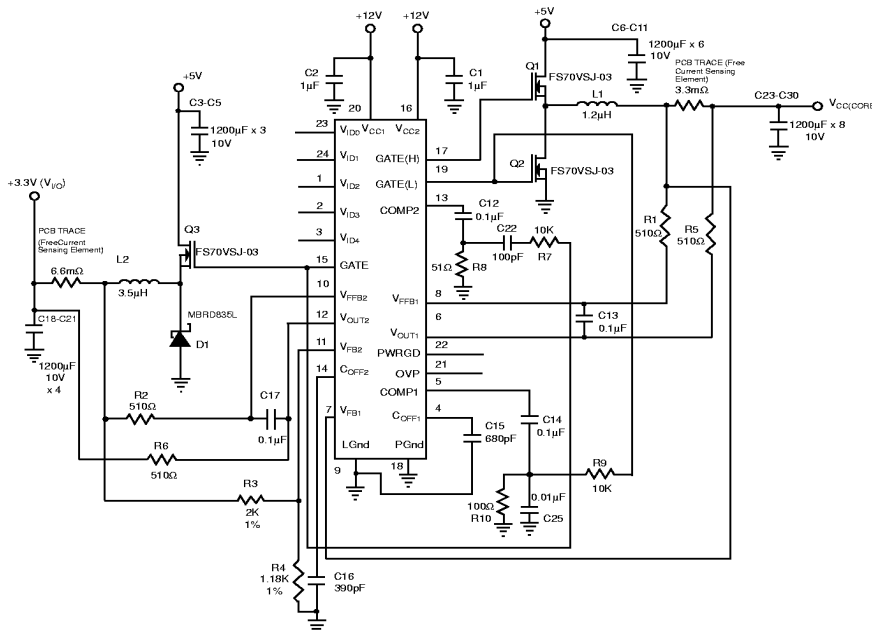 +12V
+12V
+5V
C6-C11
1200µF x 6
10V
PCB TRACE (Free
Current Sensing
Element)
3.3mΩ
C23-C30
VCC(CORE
1200µF x 8
10V
Q1
FS70VSJ-03
L1
1.2µH
C2
1µF
C1
1µF
+5V
C3-C5
1200µF x 3
10V
20
16
VCC1
VCC2
23
VID0
24
VID1
1
VID2
2
VID3
3
VID4
17
GATE(H)
19
GATE(L)
Q2
FS70VSJ-03
13
COMP2
C12
0.1µF
C22
100pF
10K
R7
51Ω
R8
R1
510Ω
R5
510Ω
+3.3V (VI/O)
PCB TRACE
(FreeCurrent
Sensing Element)
6.6mΩ
L2
3.5µH
Q3
FS70VSJ-03
15
GATE
10
VFFB2
12
VOUT2
11
VFB2
14
COFF2
7
VFB1
8
VFFB1
6
VOUT1
C13
0.1µF
22
PWRGD
21
OVP
5
COMP1
4
COFF1
MBRD835L
D1
C18-C21
1200µF
10V
x 4
R2
510Ω
C17
0.1µF
R6
510Ω
LGnd
PGnd
9
18
C15
680pF
C14
0.1µF
R9
10K
100Ω
R10
0.01µF
C25
R3
2K
1%
R4
1.18K
1%
C16
390pF